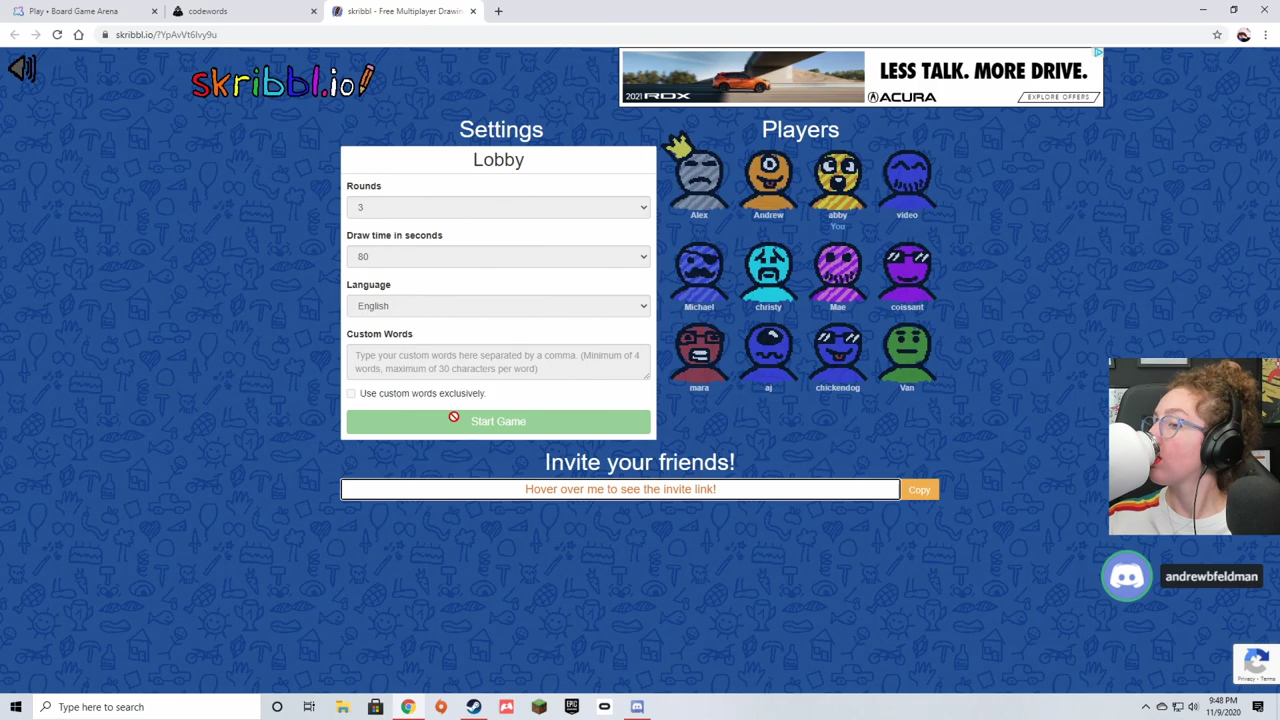 Play • Board Game Arena
codewords
skribbl - Free Multiplayer Drawin
skribbl.io/?YpAvVt6Ivy9u
skribbl.io
2021 RDX
LESS TALK. MORE DRIVE.
ACURA
EXPLORE OFFERS
Settings
Players
Lobby
Rounds
3
Draw time in seconds
80
Language
English
Custom Words
Type your custom words here separated by a comma. (Minimum of 4
words, maximum of 30 characters per word)
Use custom words exclusively.
Start Game
Alex
Andrew
abby
You
video
Michael
christy
Mae
coissant
mara
aj
chickendog
Van
Invite your friends!
Hover over me to see the invite link!
Copy
andrewbfeldman
Privacy - Terms
Type here to search
EPIC
9:48 PM
11/9/2020